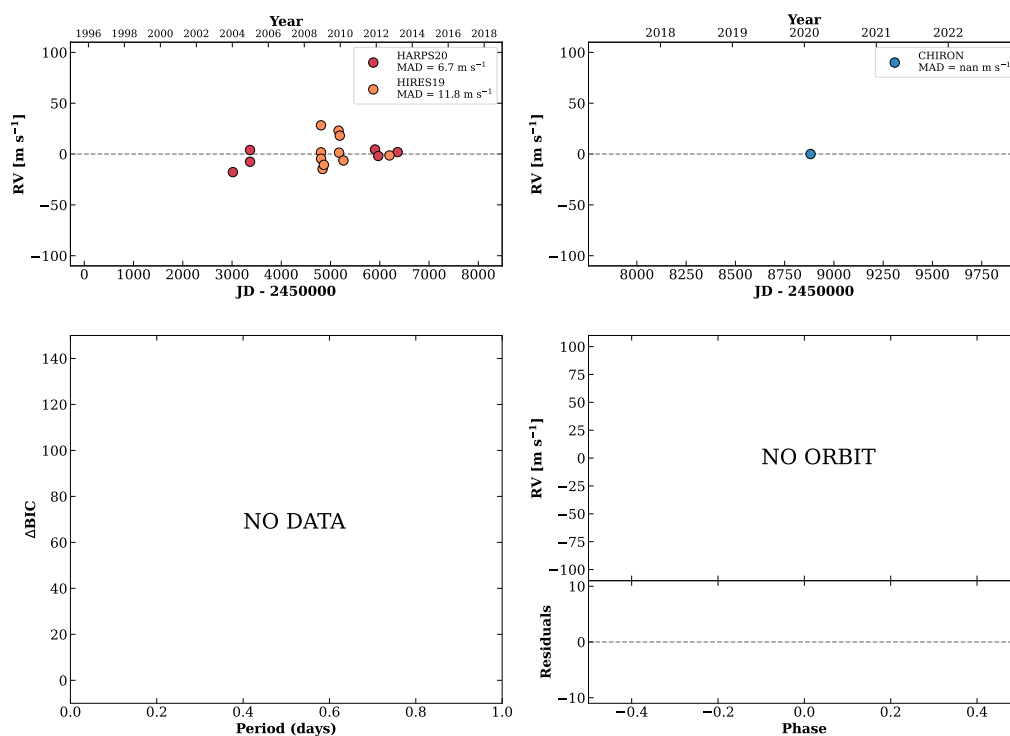 Year
1996 1998 2000 2002 2004 2006 2008 2010 2012 2014 2016 2018
HARPS20
MAD = 6.7 m s⁻¹
HIRES19
MAD = 11.8 m s⁻¹
RV [m s⁻¹]
100
50
0
−50
−100
0 1000 2000 3000 4000 5000 6000 7000 8000
JD - 2450000
Year
2018 2019 2020 2021 2022
CHIRON
MAD = nan m s⁻¹
RV [m s⁻¹]
100
50
0
−50
−100
8000 8250 8500 8750 9000 9250 9500 9750
JD - 2450000
ΔBIC
140
120
100
80
60
40
20
0
NO DATA
0.0 0.2 0.4 0.6 0.8 1.0
Period (days)
RV [m s⁻¹]
100
75
50
25
0
−25
−50
−75
−100
NO ORBIT
Residuals
10
0
−10
−0.4 −0.2 0.0 0.2 0.4
Phase